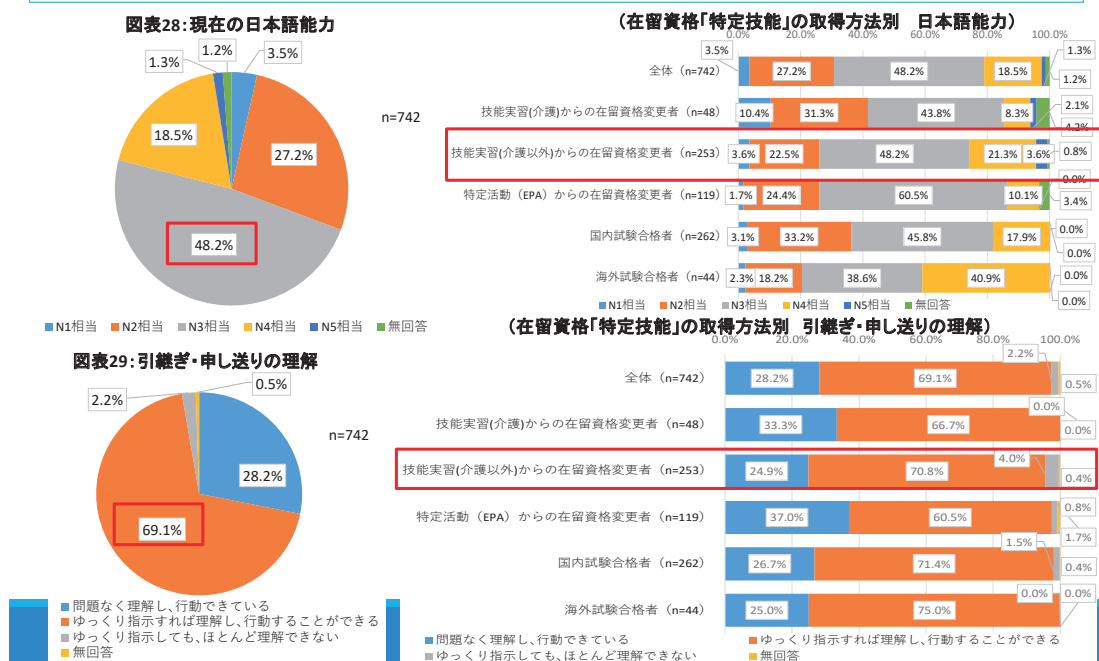 図表28：現在の日本語能力
1.2%
3.5%
1.3%
18.5%
27.2%
48.2%
n=742
N1相当 N2相当 N3相当 N4相当 N5相当 無回答
（在留資格「特定技能」の取得方法別 日本語能力）
0.0% 20.0% 40.0% 60.0% 80.0% 100.0%
全体（n=742） 3.5% 27.2% 48.2% 18.5% 1.3% 1.2%
技能実習(介護)からの在留資格変更者（n=48） 10.4% 31.3% 43.8% 8.3% 2.1% 4.2%
技能実習(介護以外)からの在留資格変更者（n=253） 3.6% 22.5% 48.2% 21.3% 3.6% 0.8%
特定活動（EPA）からの在留資格変更者（n=119） 1.7% 24.4% 60.5% 10.1% 0.0% 3.4%
国内試験合格者（n=262） 3.1% 33.2% 45.8% 17.9% 0.0% 0.0%
海外試験合格者（n=44） 2.3% 18.2% 38.6% 40.9% 0.0% 0.0%
N1相当 N2相当 N3相当 N4相当 N5相当 無回答
図表29：引継ぎ・申し送りの理解
0.5%
2.2%
28.2%
69.1%
n=742
問題なく理解し、行動できている
ゆっくり指示すれば理解し、行動することができる
ゆっくり指示しても、ほとんど理解できない
無回答
（在留資格「特定技能」の取得方法別 引継ぎ・申し送りの理解）
0.0% 20.0% 40.0% 60.0% 80.0% 100.0%
全体（n=742） 28.2% 69.1% 2.2% 0.5%
技能実習(介護)からの在留資格変更者（n=48） 33.3% 66.7% 0.0% 0.0%
技能実習(介護以外)からの在留資格変更者（n=253） 24.9% 70.8% 4.0% 0.4%
特定活動（EPA）からの在留資格変更者（n=119） 37.0% 60.5% 1.7% 0.8%
国内試験合格者（n=262） 26.7% 71.4% 1.5% 0.4%
海外試験合格者（n=44） 25.0% 75.0% 0.0% 0.0%
問題なく理解し、行動できている ゆっくり指示すれば理解し、行動することができる
ゆっくり指示しても、ほとんど理解できない 無回答